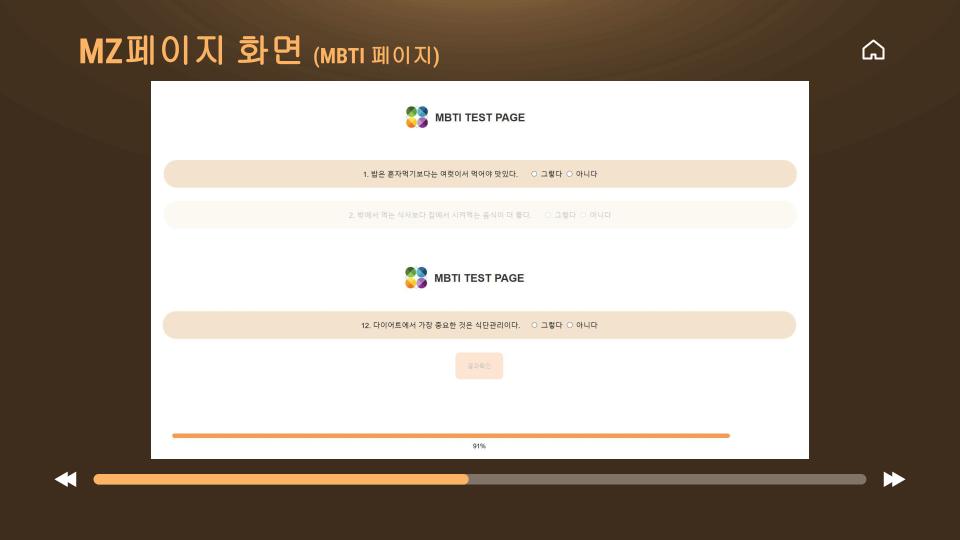 MZ페이지 화면 (MBTI 페이지)
MBTI TEST PAGE
1. 밥은 혼자먹기보다는 여럿이서 먹어야 맛있다. 그렇다 아니다
2. 밖에서 먹는 식사보다 집에서 시켜먹는 음식이 더 좋다. 그렇다 아니다
MBTI TEST PAGE
12. 다이어트에서 가장 중요한 것은 식단관리이다. 그렇다 아니다
결과확인
91%